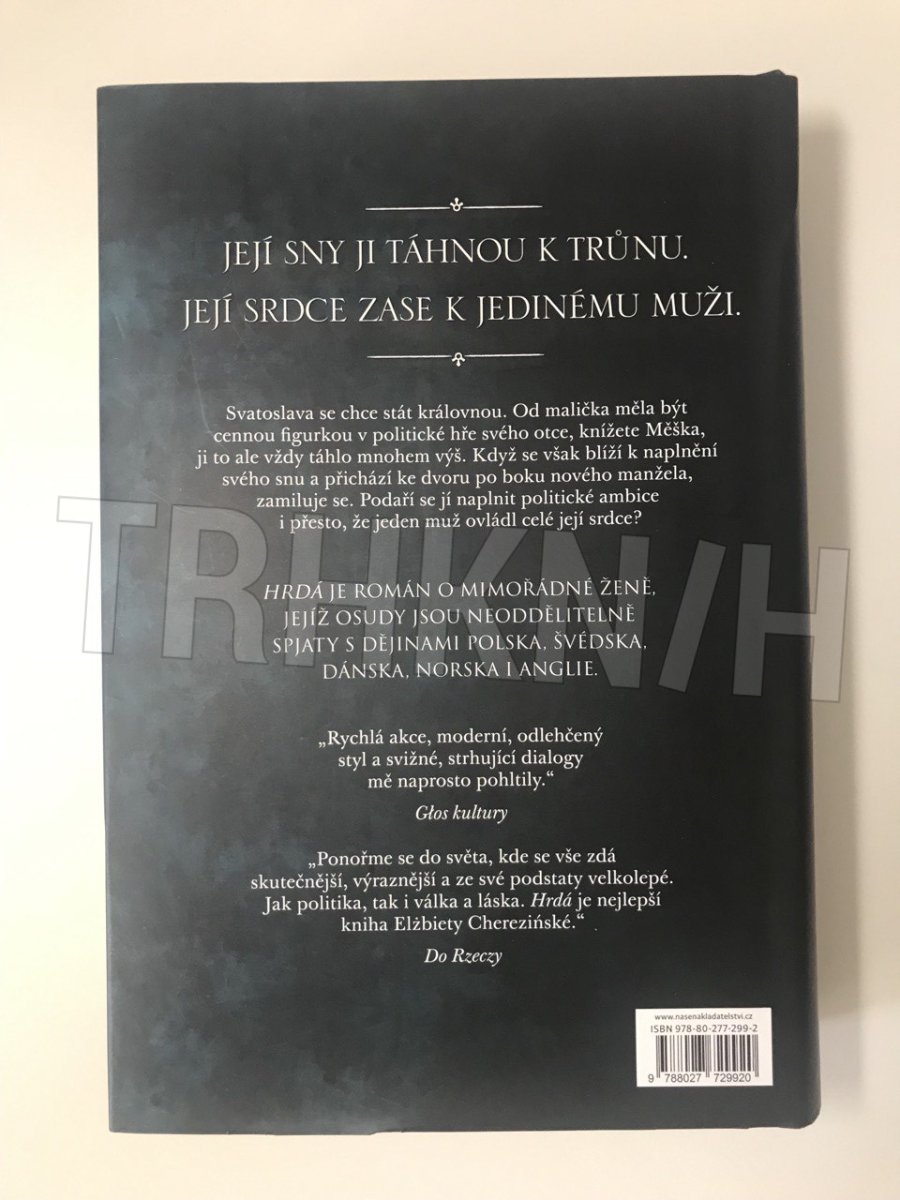 JEJÍ SNY JI TÁHNOU K TRŮNU.
JEJÍ SRDCE ZASE K JEDINÉMU MUŽI.
Svatoslava se chce stát královnou. Od malička měla být
cennou figurkou v politické hře svého otce, knížete Měška,
ji to ale vždy táhlo mnohem výš. Když se však blíží k naplnění
svého snu a přichází ke dvoru po boku nového manžela,
zamiluje se. Podaří se jí naplnit politické ambice
i přesto, že jeden muž ovládl celé její srdce?
TRHKNIH
HRDÁ JE ROMÁN O MIMOŘÁDNÉ ŽENĚ,
JEJÍŽ OSUDY JSOU NEODDĚLITELNĚ
SPJATY S DĚJINAMI POLSKA, ŠVÉDSKA,
DÁNSKA, NORSKA I ANGLIE.
„Rychlá akce, moderní, odlehčený
styl a svižné, strhující dialogy
mě naprosto pohltily.“
Głos kultury
„Ponořme se do světa, kde se vše zdá
skutečnější, výraznější a ze své podstaty velkolepé.
Jak politika, tak i válka a láska. Hrdá je nejlepší
kniha Elżbiety Cherezińské.“
Do Rzeczy
www.nasenakladatelstvi.cz
ISBN 978-80-277-299-2
9 788027 729920